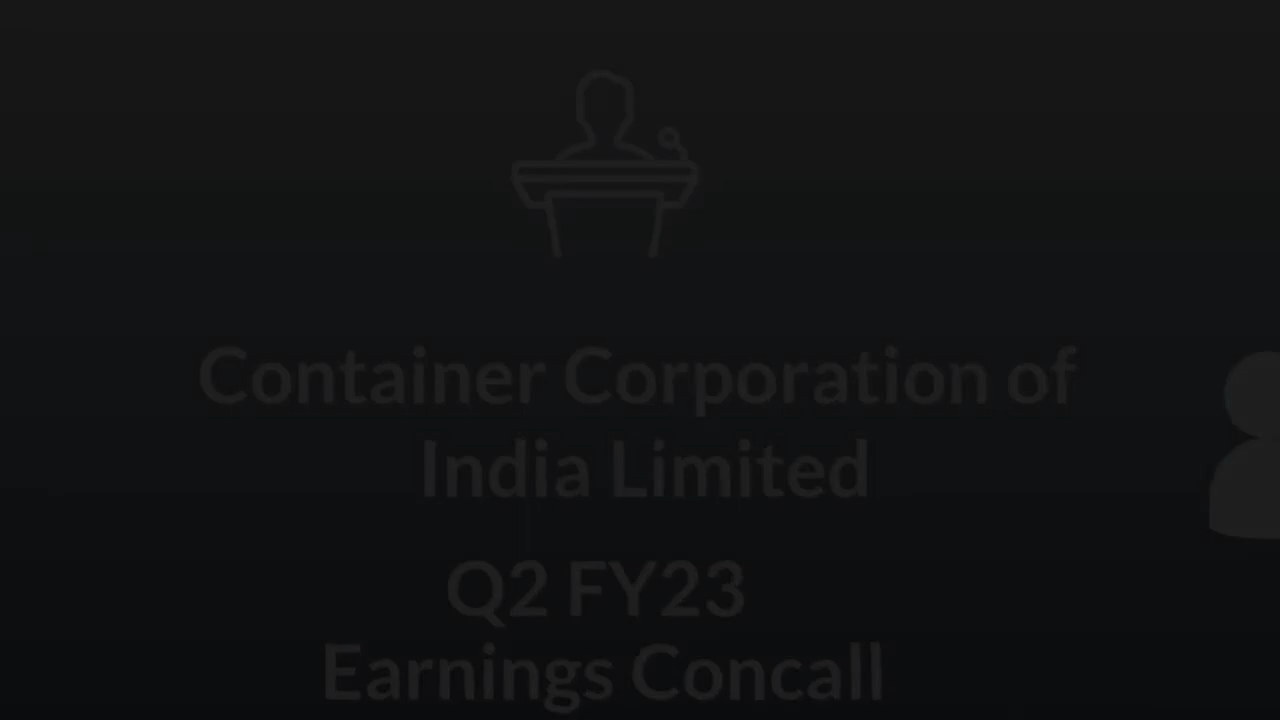 Container Corporation of
India Limited
Q2 FY23
Earnings Concall